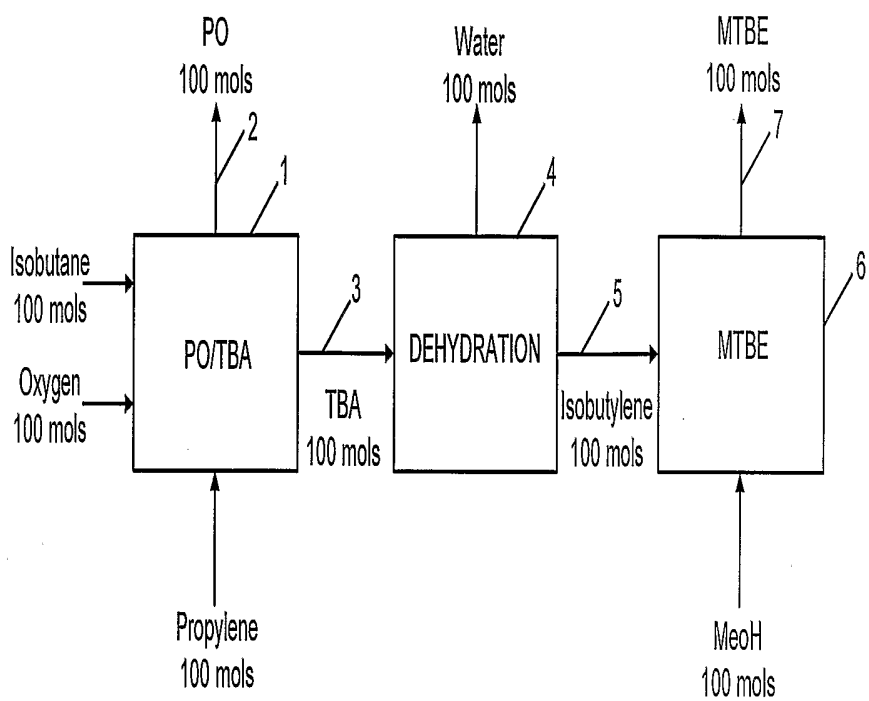 PO
100 mols
2
1
Isobutane
100 mols
Oxygen
100 mols
PO/TBA
Propylene
100 mols
3
TBA
100 mols
Water
100 mols
4
DEHYDRATION
5
Isobutylene
100 mols
MTBE
100 mols
7
6
MTBE
MeoH
100 mols